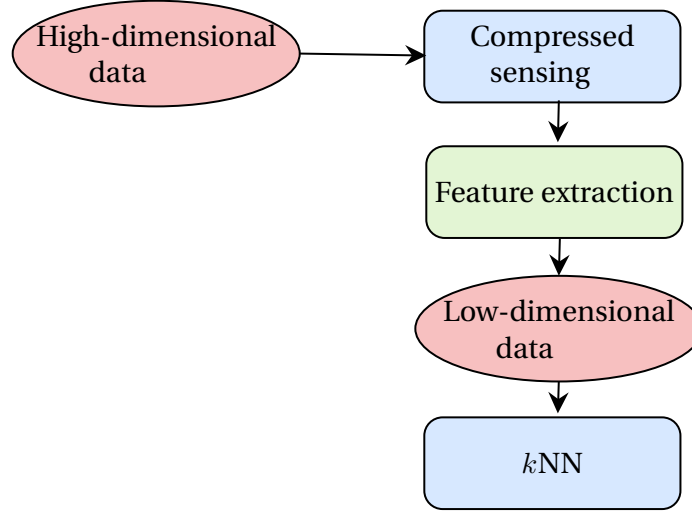 High-dimensional
data
Compressed
sensing
Feature extraction
Low-dimensional
data
kNN